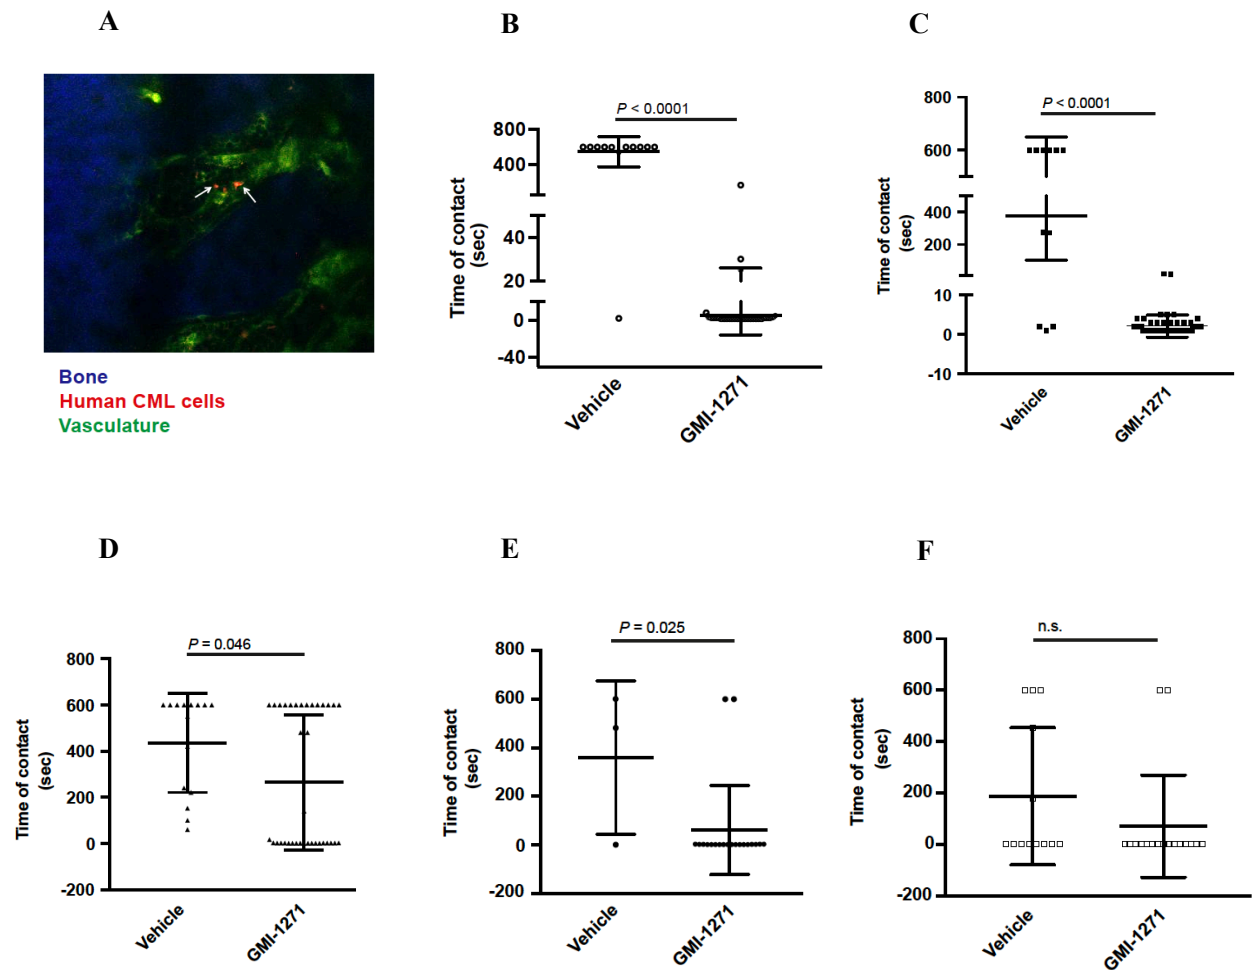 A
B
C
Bone
Human CML cells
Vasculature
P < 0.0001
Time of contact
(sec)
800
400
40
20
0
-40
Vehicle
GMI-1271
P < 0.0001
Time of contact
(sec)
800
600
400
200
10
0
-10
Vehicle
GMI-1271
D
E
F
P = 0.046
Time of contact
(sec)
800
600
400
200
0
-200
Vehicle
GMI-1271
P = 0.025
Time of contact
(sec)
800
600
400
200
0
-200
Vehicle
GMI-1271
n.s.
Time of contact
(sec)
800
600
400
200
0
-200
Vehicle
GMI-1271